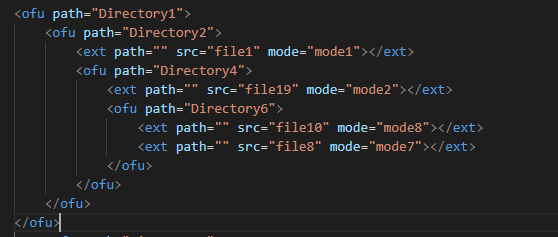 <ofu path="Directory1">
<ofu path="Directory2">
<ext path="" src="file1" mode="mode1"></ext>
<ofu path="Directory4">
<ext path="" src="file19" mode="mode2"></ext>
<ofu path="Directory6">
<ext path="" src="file10" mode="mode8"></ext>
<ext path="" src="file8" mode="mode7"></ext>
</ofu>
</ofu>
</ofu>
</ofu>